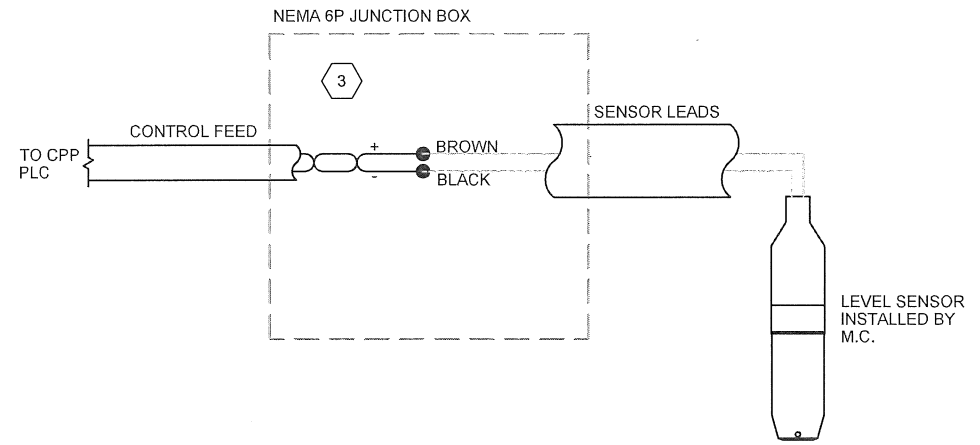 NEMA 6P JUNCTION BOX
3
SENSOR LEADS
CONTROL FEED
TO CPP
PLC
+
BROWN
-
BLACK
LEVEL SENSOR
INSTALLED BY
M.C.